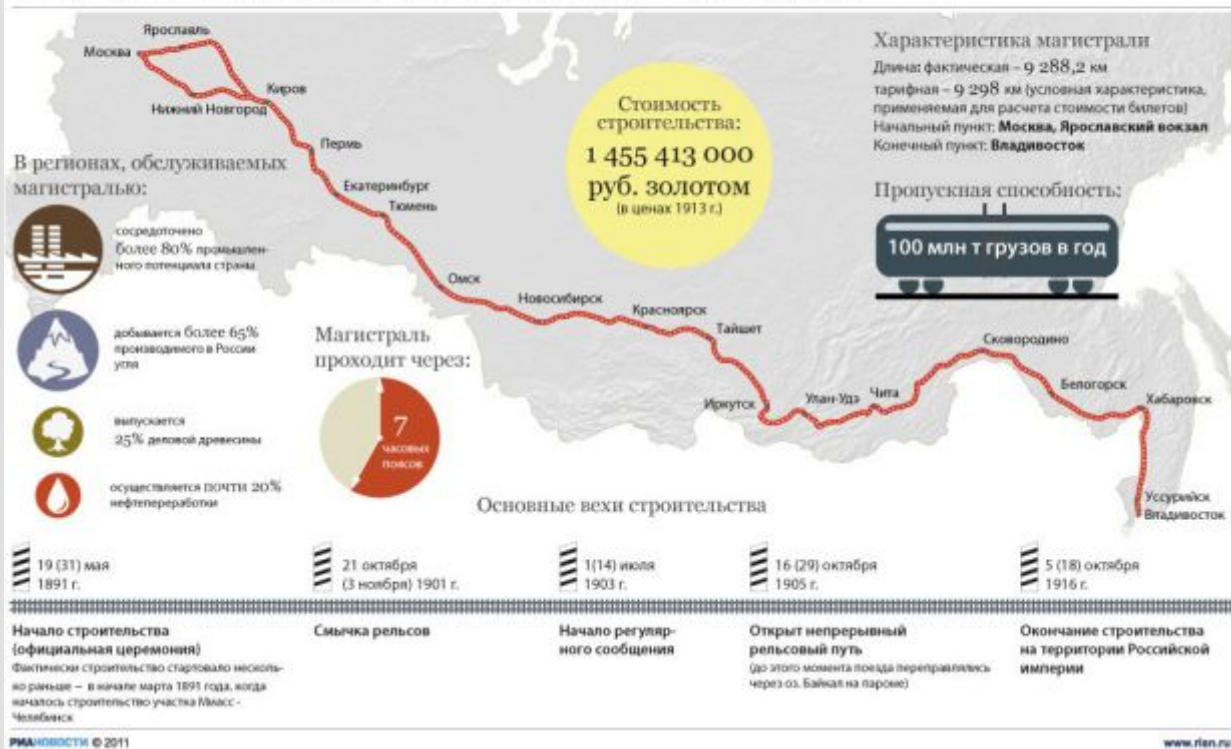 Ярославль
Москва
Киров
Нижний Новгород
Пермь
Екатеринбург
Тюмень
Омск
Новосибирск
Красноярск
Тайшет
Иркутск
Улан-Удэ
Чита
Сковородино
Белогорск
Хабаровск
Уссурийск
Владивосток
Стоимость
строительства:
1 455 413 000
руб. золотом
(в ценах 1913 г.)
Характеристика магистрали
Длина: фактическая – 9 288,2 км
тарифная – 9 298 км (условная характеристика,
применяемая для расчета стоимости билетов)
Начальный пункт: Москва, Ярославский вокзал
Конечный пункт: Владивосток
Пропускная способность:
100 млн т грузов в год
В регионах, обслуживаемых
магистралью:
сосредоточено
более 80% промышлен-
ного потенциала страны
добывается более 65%
производимого в России
угля
выпускается
25% деловой древесины
осуществляется почти 20%
нефтепереработки
Магистраль
проходит через:
7
часовых
поясов
Основные вехи строительства
19 (31) мая
1891 г.
Начало строительства
(официальная церемония)
Фактически строительство стартовало несколь-
ко раньше – в начале марта 1891 года, когда
началось строительство участка Миасс -
Челябинск
21 октября
(3 ноября) 1901 г.
Смычка рельсов
1(14) июля
1903 г.
Начало регуляр-
ного сообщения
16 (29) октября
1905 г.
Открыт непрерывный
рельсовый путь
(до этого момента поезда переправлялись
через оз. Байкал на пароме)
5 (18) октября
1916 г.
Окончание строительства
на территории Российской
империи
РИАНОВОСТИ © 2011
www.rian.ru